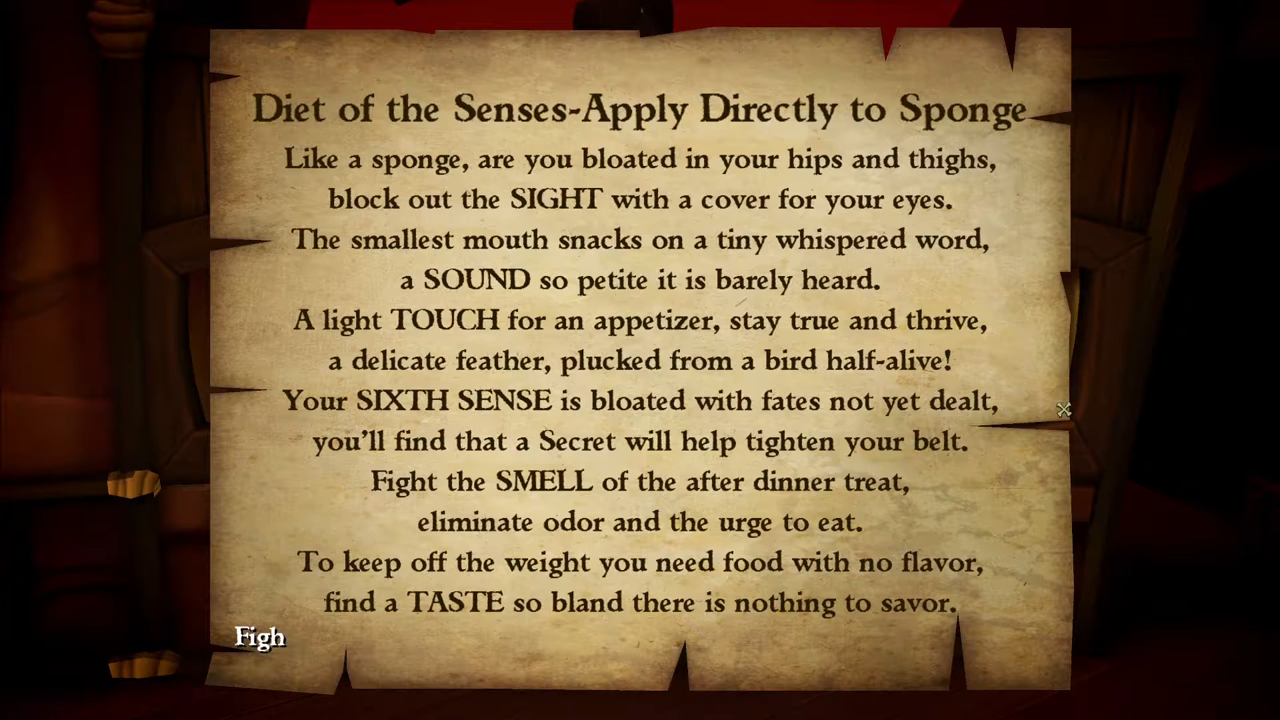 Diet of the Senses-Apply Directly to Sponge
Like a sponge, are you bloated in your hips and thighs,
block out the SIGHT with a cover for your eyes.
The smallest mouth snacks on a tiny whispered word,
a SOUND so petite it is barely heard.
A light TOUCH for an appetizer, stay true and thrive,
a delicate feather, plucked from a bird half-alive!
Your SIXTH SENSE is bloated with fates not yet dealt,
you'll find that a Secret will help tighten your belt.
Fight the SMELL of the after dinner treat,
eliminate odor and the urge to eat.
To keep off the weight you need food with no flavor,
find a TASTE so bland there is nothing to savor.
Figh